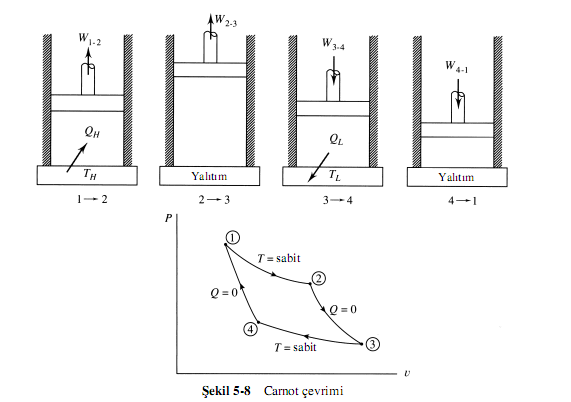 W1-2
QH
TH
1 → 2
W2-3
Yalıtım
2 → 3
W3-4
QL
TL
3 → 4
W4-1
Yalıtım
4 → 1
P
1
T = sabit
2
Q = 0
Q = 0
4
T = sabit
3
υ
Şekil 5-8 Carnot çevrimi